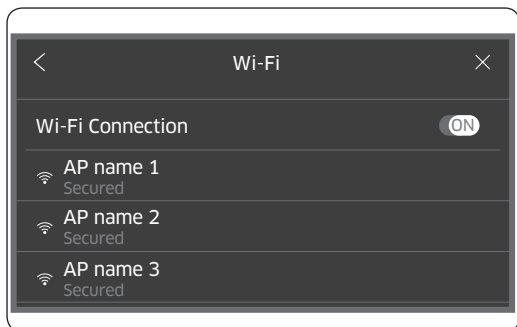 Wi-Fi
Wi-Fi Connection ON
AP name 1
Secured
AP name 2
Secured
AP name 3
Secured